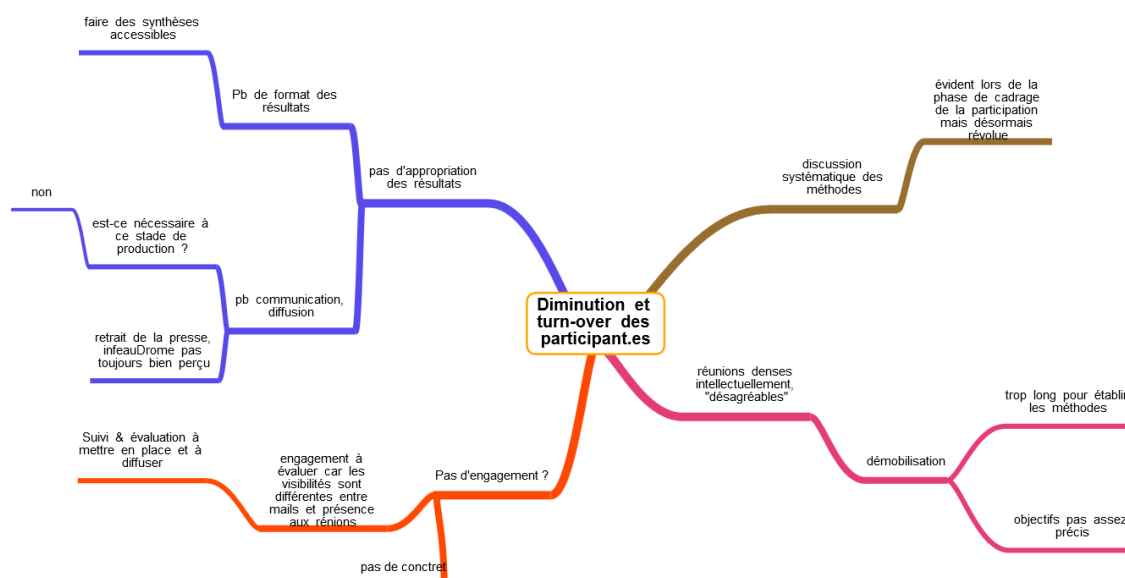 faire des synthèses
accessibles
Pb de format des
résultats
pas d'appropriation
des résultats
non
est-ce nécessaire à
ce stade de
production ?
pb communication,
diffusion
retrait de la presse,
infeauDrome pas
toujours bien perçu
Suivi & évaluation à
mettre en place et à
diffuser
engagement à
évaluer car les
visibilités sont
différentes entre
mails et présence
aux rénions
Pas d'engagement ?
pas de conctret
Diminution et
turn-over des
participant.es
évident lors de la
phase de cadrage
de la participation
mais désormais
révolue
discussion
systématique des
méthodes
réunions denses
intellectuellement,
"désagréables"
démobilisation
trop long pour établir
les méthodes
objectifs pas assez
précis